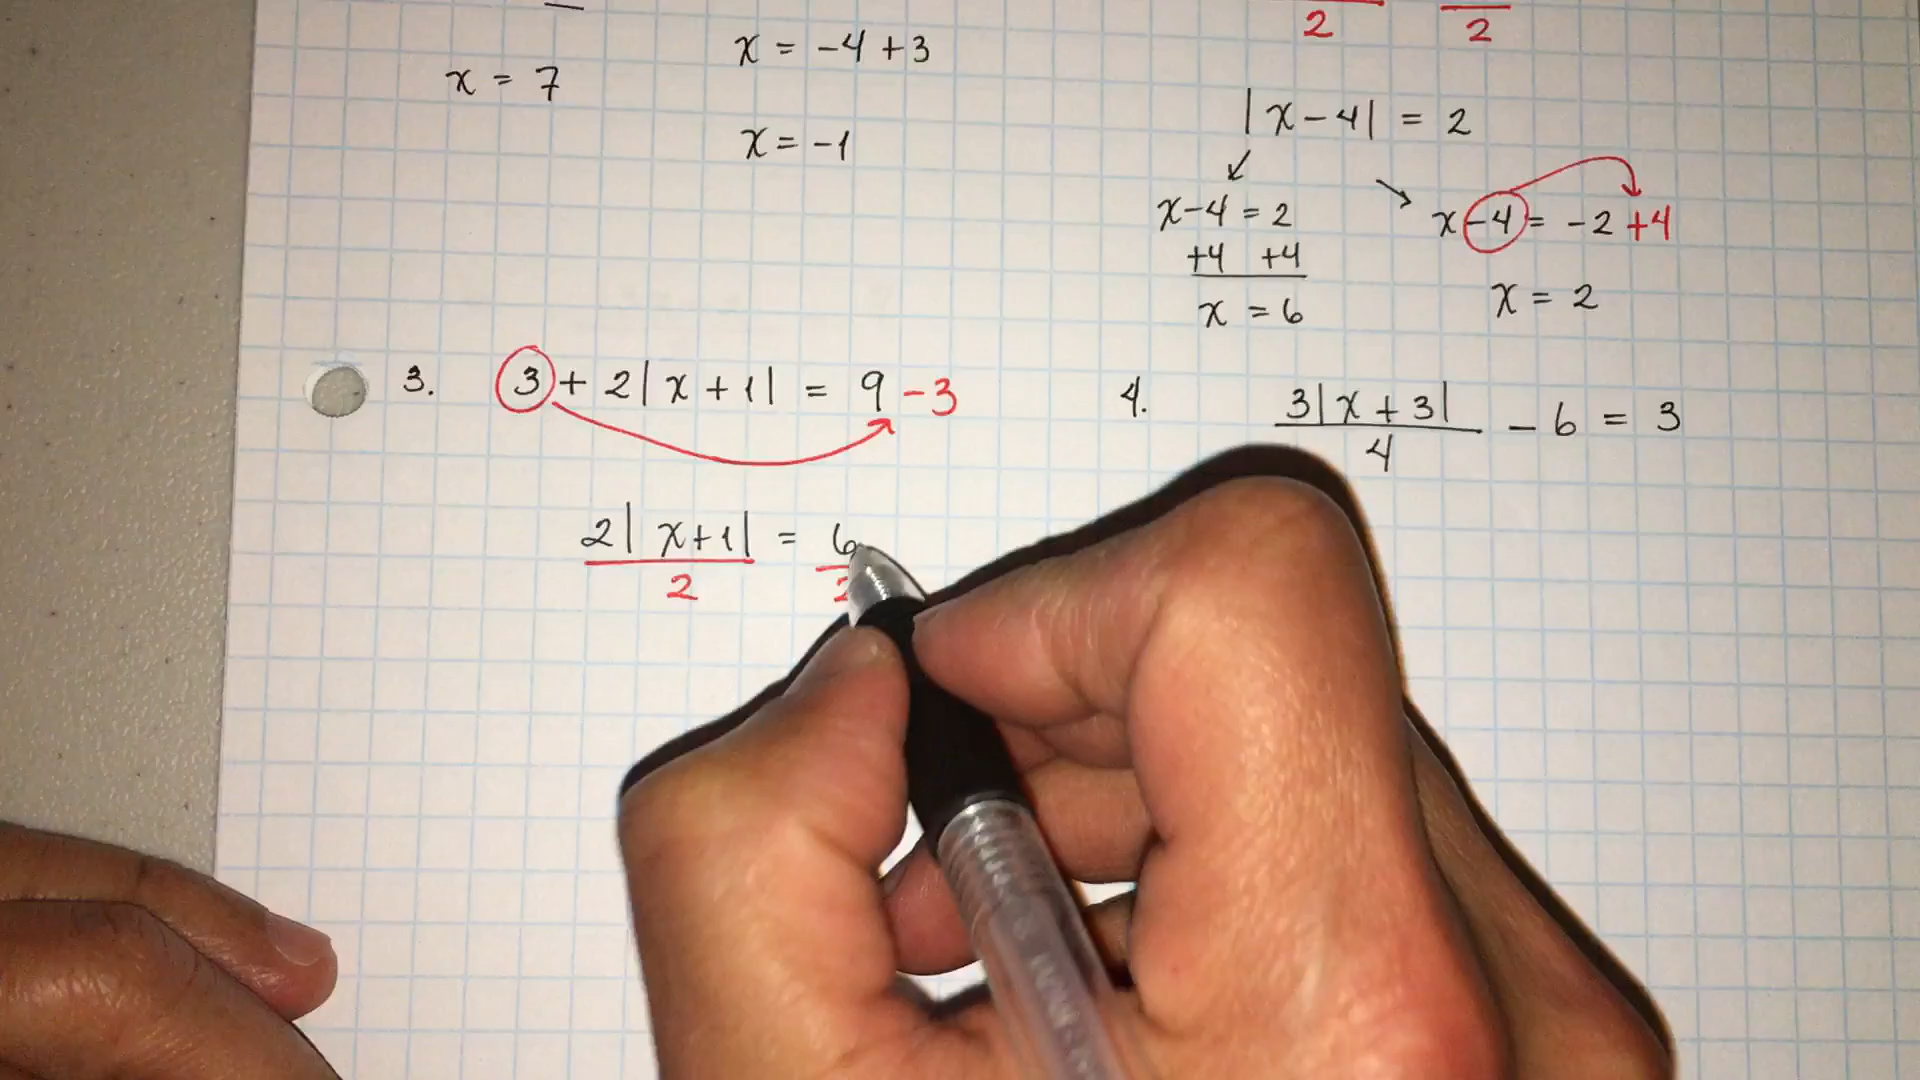 x = 7
x = -4 + 3
x = -1
2 2
|x - 4| = 2
x - 4 = 2
+4 +4
x = 6
x - 4 = -2 + 4
x = 2
3. 3 + 2|x + 1| = 9 - 3
2|x + 1| = 6
2 2
4. 3|x + 3| - 6 = 3
4